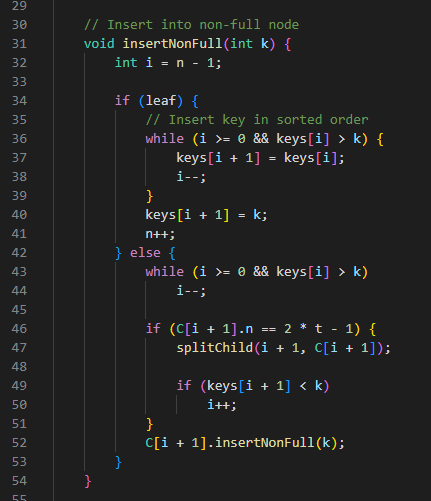 29
30 // Insert into non-full node
31 void insertNonFull(int k) {
32 int i = n - 1;
33
34 if (leaf) {
35 // Insert key in sorted order
36 while (i >= 0 && keys[i] > k) {
37 keys[i + 1] = keys[i];
38 i--;
39 }
40 keys[i + 1] = k;
41 n++;
42 } else {
43 while (i >= 0 && keys[i] > k)
44 i--;
45
46 if (C[i + 1].n == 2 * t - 1) {
47 splitChild(i + 1, C[i + 1]);
48
49 if (keys[i + 1] < k)
50 i++;
51 }
52 C[i + 1].insertNonFull(k);
53 }
54 }
55